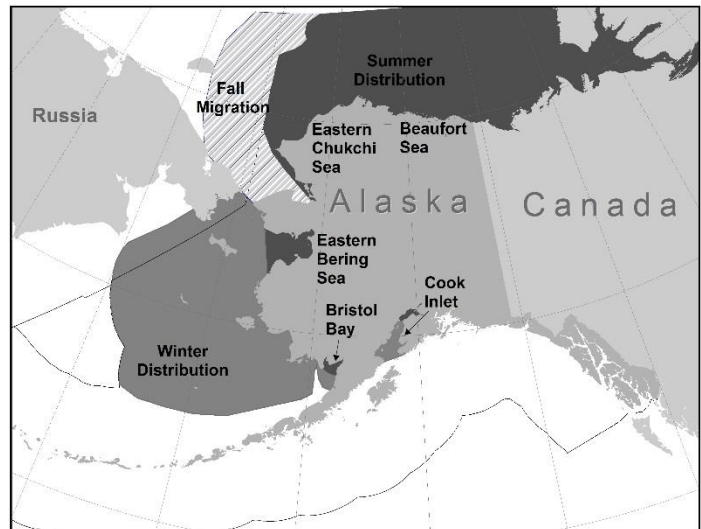 Summer
Distribution
Fall
Migration
Russia
Eastern
Chukchi
Sea
Beaufort
Sea
Alaska
Canada
Eastern
Bering
Sea
Cook
Inlet
Bristol
Bay
Winter
Distribution